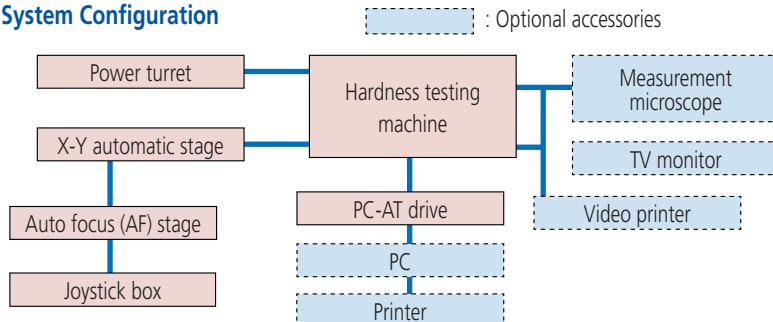 System Configuration
: Optional accessories
Power turret
Hardness testing
machine
Measurement
microscope
X-Y automatic stage
TV monitor
Auto focus (AF) stage
PC-AT drive
Video printer
PC
Joystick box
Printer